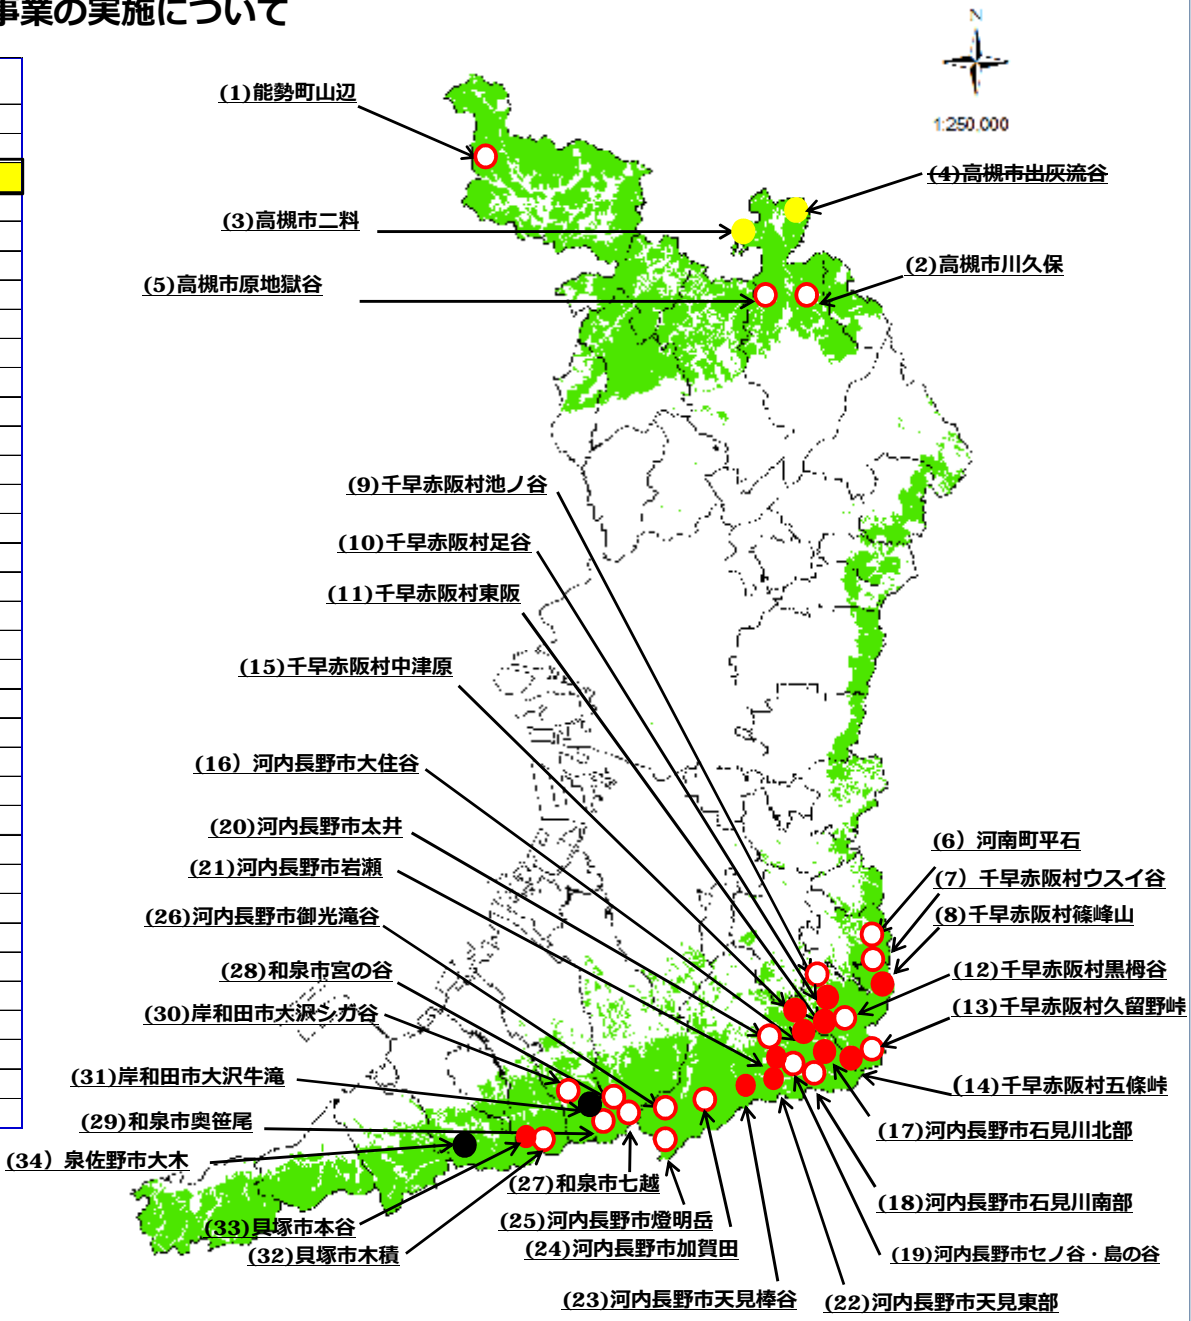 事業の実施について
N
1:250.000
(1)能勢町山辺
(4)高槻市出灰流谷
(3)高槻市二料
(2)高槻市川久保
(5)高槻市原地獄谷
(9)千早赤阪村池ノ谷
(10)千早赤阪村足谷
(11)千早赤阪村東阪
(15)千早赤阪村中津原
(16）河内長野市大住谷
(20)河内長野市太井
(6）河南町平石
(21)河内長野市岩瀬
(7）千早赤阪村ウスイ谷
(26)河内長野市御光滝谷
(8)千早赤阪村篠峰山
(28)和泉市宮の谷
(12)千早赤阪村黒栂谷
(30)岸和田市大沢シガ谷
(13)千早赤阪村久留野峠
(31)岸和田市大沢牛滝
(14)千早赤阪村五條峠
(29)和泉市奥笹尾
(17)河内長野市石見川北部
(34）泉佐野市大木
(27)和泉市七越
(18)河内長野市石見川南部
(33)貝塚市本谷
(25)河内長野市燈明岳
(32)貝塚市木積
(24)河内長野市加賀田
(19)河内長野市セノ谷・島の谷
(23)河内長野市天見棒谷
(22)河内長野市天見東部